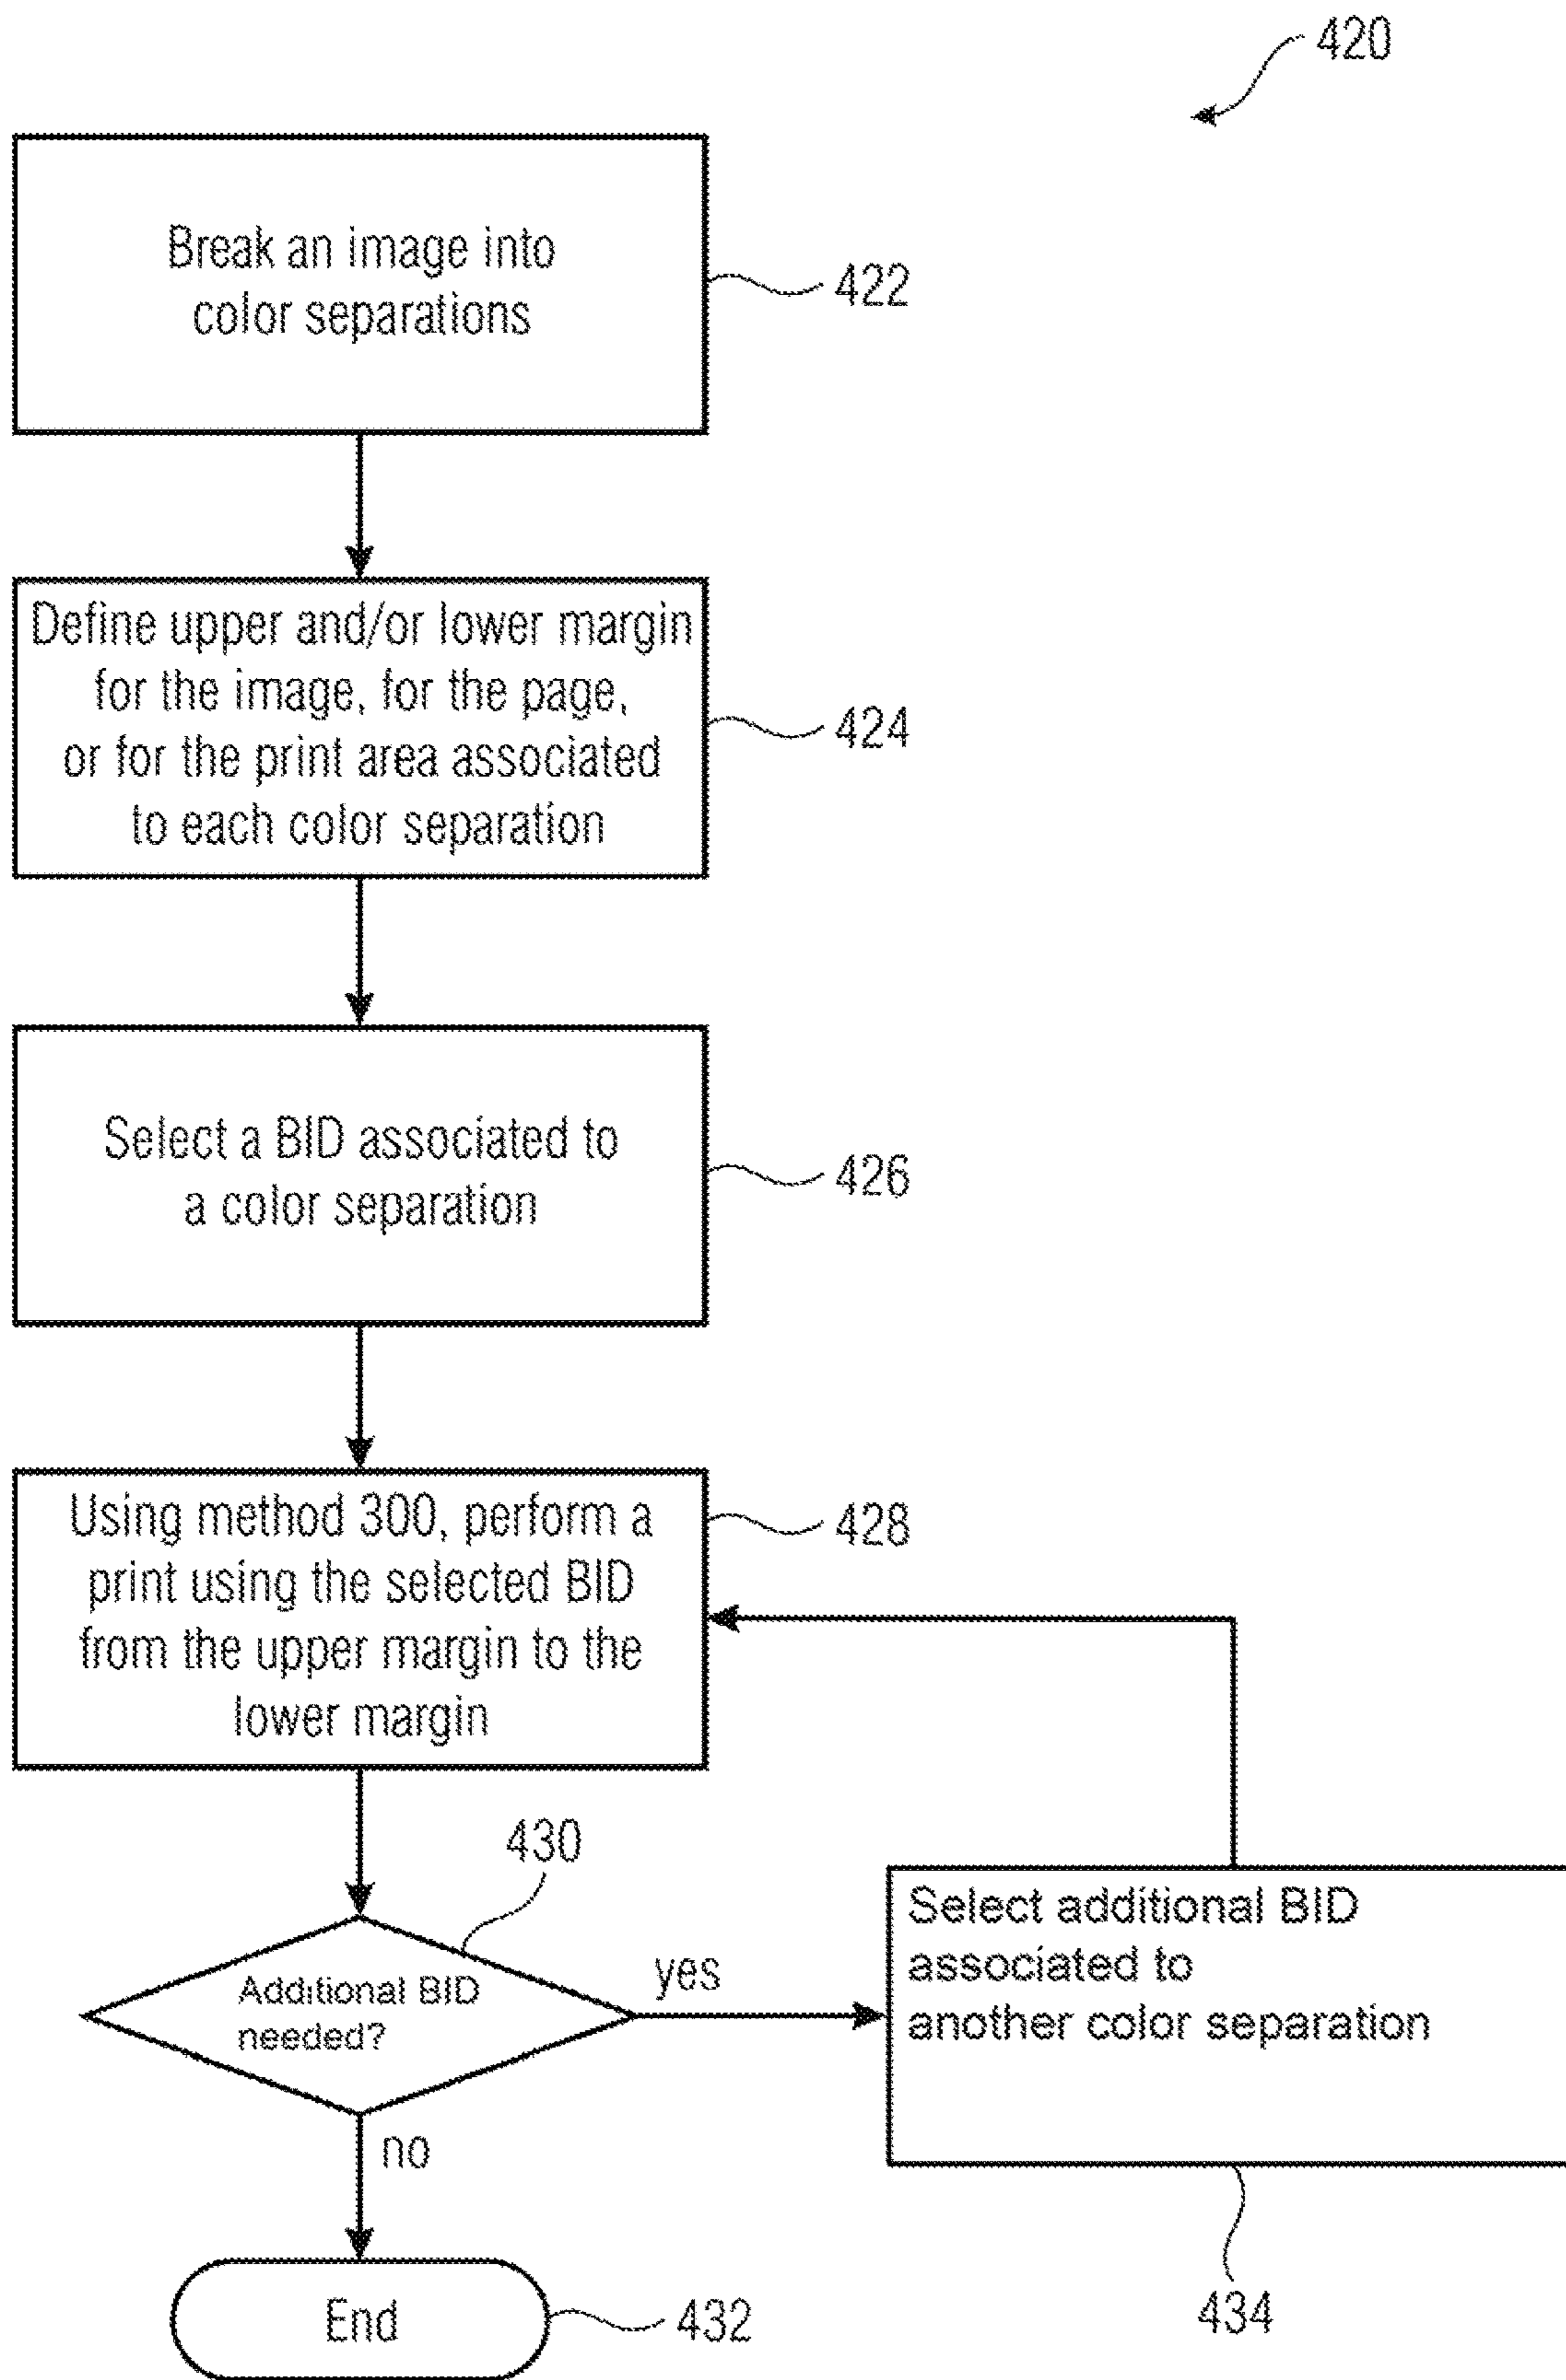 420
Break an image into
color separations
422
Define upper and/or lower margin
for the image, for the page,
or for the print area associated
to each color separation
424
Select a BID associated to
a color separation
426
Using method 300, perform a
print using the selected BID
from the upper margin to the
lower margin
428
430
Additional BID
needed?
yes
no
Select additional BID
associated to
another color separation
434
End
432